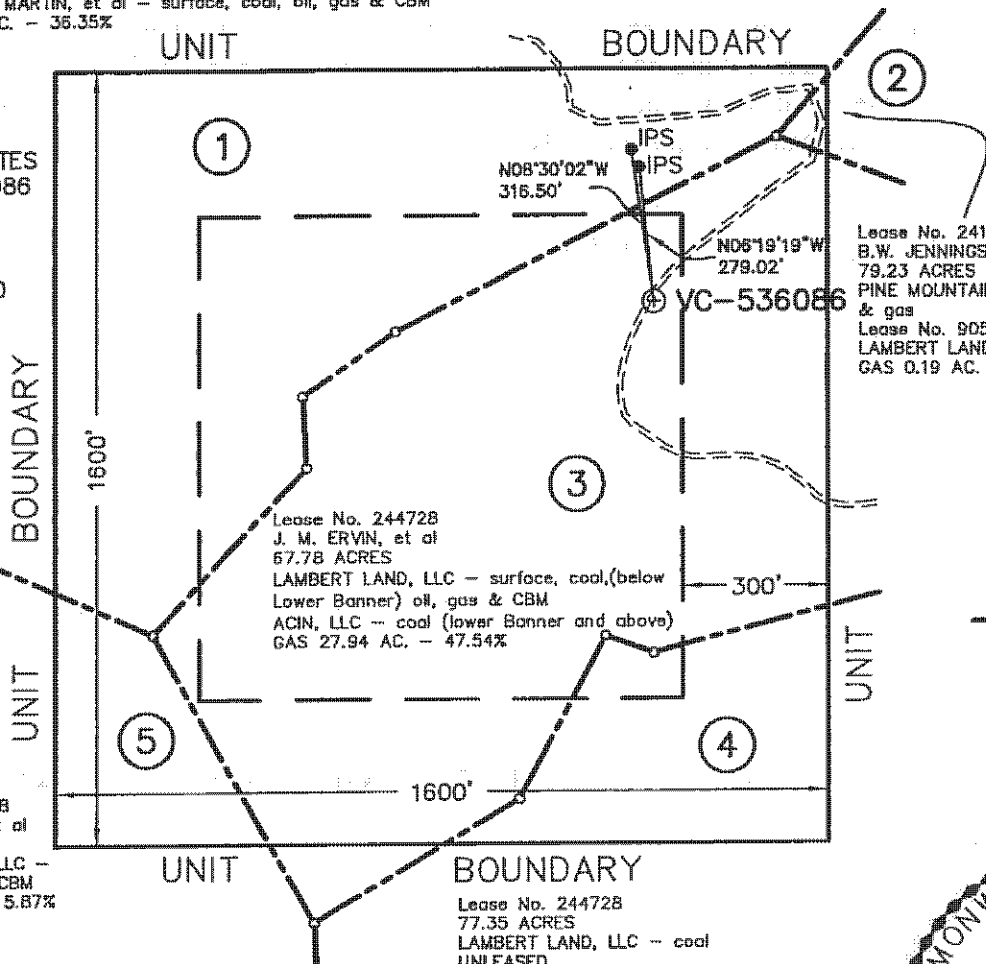 MARTIN, et al – surface, coal, oil, gas & CBM
C. – 36.35%
UNIT
BOUNDARY
2
1
IPS
IPS
TES
086
N08°30'02"W
316.50'
N06°19'19"W
279.02'
VC-536086
Lease No. 241
B.W. JENNINGS
79.23 ACRES
PINE MOUNTAI
& gas
Lease No. 905
LAMBERT LAND
GAS 0.19 AC.
BOUNDARY
1600'
3
Lease No. 244728
J. M. ERVIN, et al
67.78 ACRES
LAMBERT LAND, LLC – surface, coal,(below
Lower Banner) oil, gas & CBM
ACIN, LLC – coal (lower Banner and above)
GAS 27.94 AC. – 47.54%
300'
UNIT
UNIT
5
4
1600'
al
LLC –
CBM
5.87%
UNIT
BOUNDARY
Lease No. 244728
77.35 ACRES
LAMBERT LAND, LLC – coal
UNLEASED
MONW